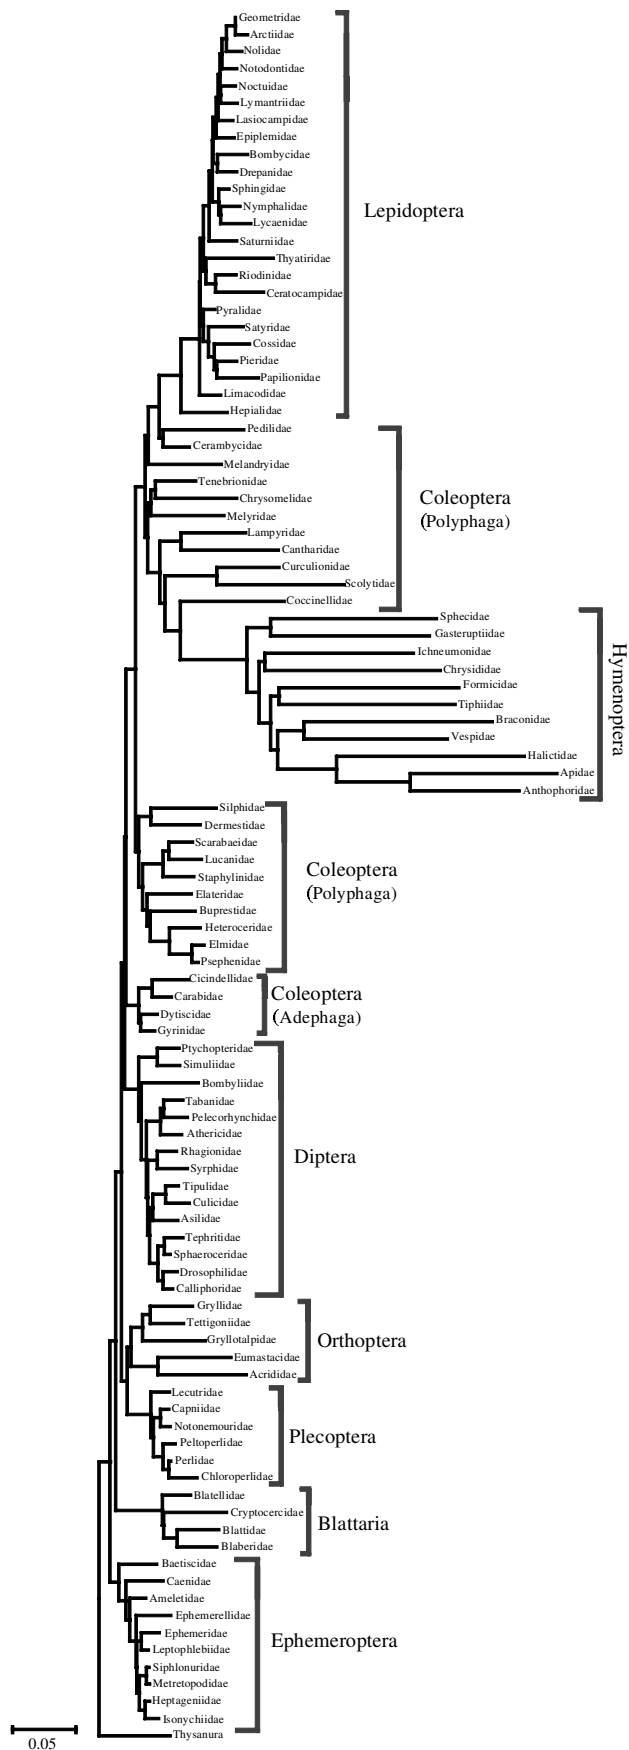 Geometridae
Arctiidae
Nolidae
Notodontidae
Noctuidae
Lymantriidae
Lasiocampidae
Epiplemidae
Bombycidae
Drepanidae
Sphingidae
Nymphalidae
Lycaenidae
Saturniidae
Thyatiridae
Riodinidae
Ceratocampidae
Pyralidae
Satyridae
Cossidae
Pieridae
Papilionidae
Limacodidae
Hepialidae
Lepidoptera
Pedilidae
Cerambycidae
Melandryidae
Tenebrionidae
Chrysomelidae
Melyridae
Lampyridae
Cantharidae
Curculionidae
Scolytidae
Coccinellidae
Coleoptera
(Polyphaga)
Sphecidae
Gasteruptiidae
Ichneumonidae
Chrysididae
Formicidae
Tiphiidae
Braconidae
Vespidae
Halictidae
Apidae
Anthophoridae
Hymenoptera
Silphidae
Dermestidae
Scarabaeidae
Lucanidae
Staphylinidae
Elateridae
Buprestidae
Heteroceridae
Elmidae
Psephenidae
Coleoptera
(Polyphaga)
Cicindellidae
Carabidae
Dytiscidae
Gyrinidae
Coleoptera
(Adephaga)
Ptychopteridae
Simuliidae
Bombyliidae
Tabanidae
Pelecorhynchidae
Athericidae
Rhagionidae
Syrphidae
Tipulidae
Culicidae
Asilidae
Tephritidae
Sphaeroceridae
Drosophilidae
Calliphoridae
Diptera
Gryllidae
Tettigoniidae
Gryllotalpidae
Eumastacidae
Acrididae
Orthoptera
Lecutridae
Capniidae
Notonemouridae
Peltoperlidae
Perlidae
Chloroperlidae
Plecoptera
Blatellidae
Cryptocercidae
Blattidae
Blaberidae
Blattaria
Baetiscidae
Caenidae
Ameletidae
Ephemerellidae
Ephemeridae
Leptophlebiidae
Siphlonuridae
Metretopodidae
Heptageniidae
Isonychiidae
Ephemeroptera
Thysanura
0.05